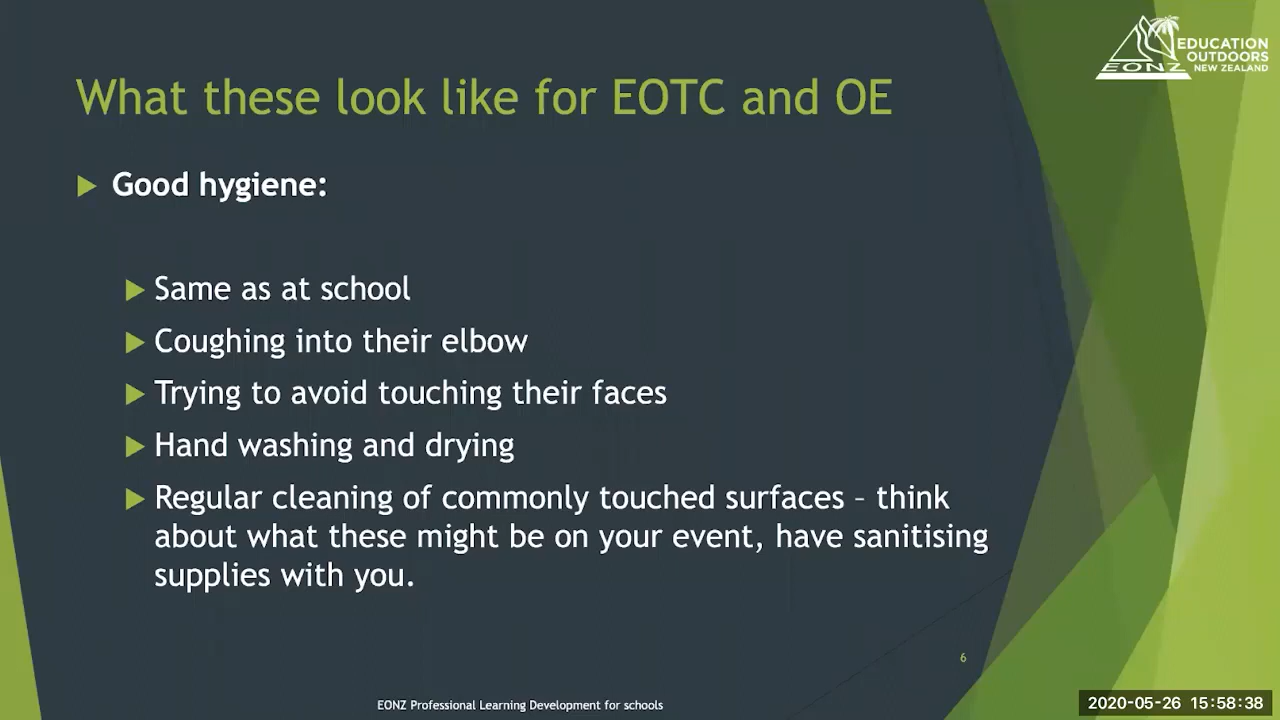 EDUCATION
OUTDOORS
EONZ NEW ZEALAND
What these look like for EOTC and OE
Good hygiene:
Same as at school
Coughing into their elbow
Trying to avoid touching their faces
Hand washing and drying
Regular cleaning of commonly touched surfaces – think
about what these might be on your event, have sanitising
supplies with you.
6
EONZ Professional Learning Development for schools
2020-05-26 15:58:38